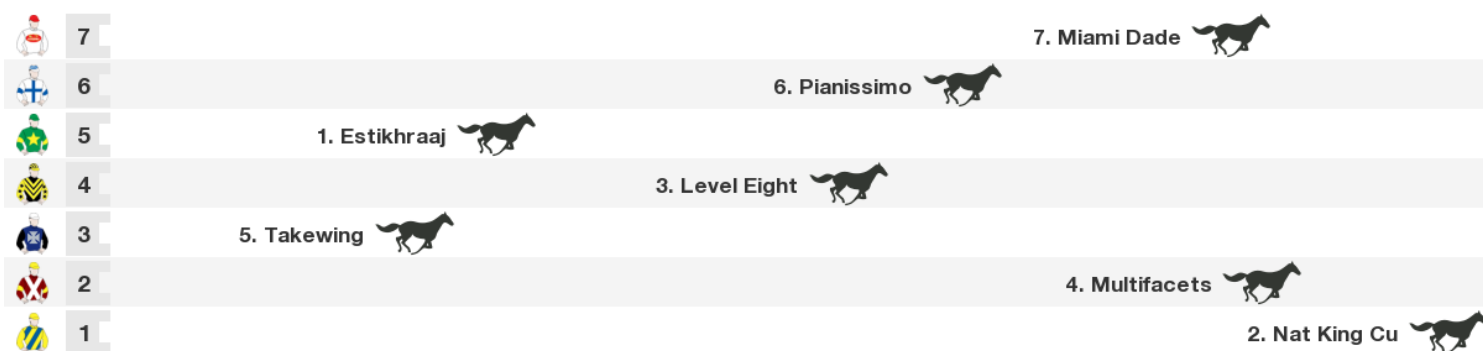 7 7. Miami Dade
6 6. Pianissimo
5 1. Estikhraaj
4 3. Level Eight
3 5. Takewing
2 4. Multifacets
1 2. Nat King Cu